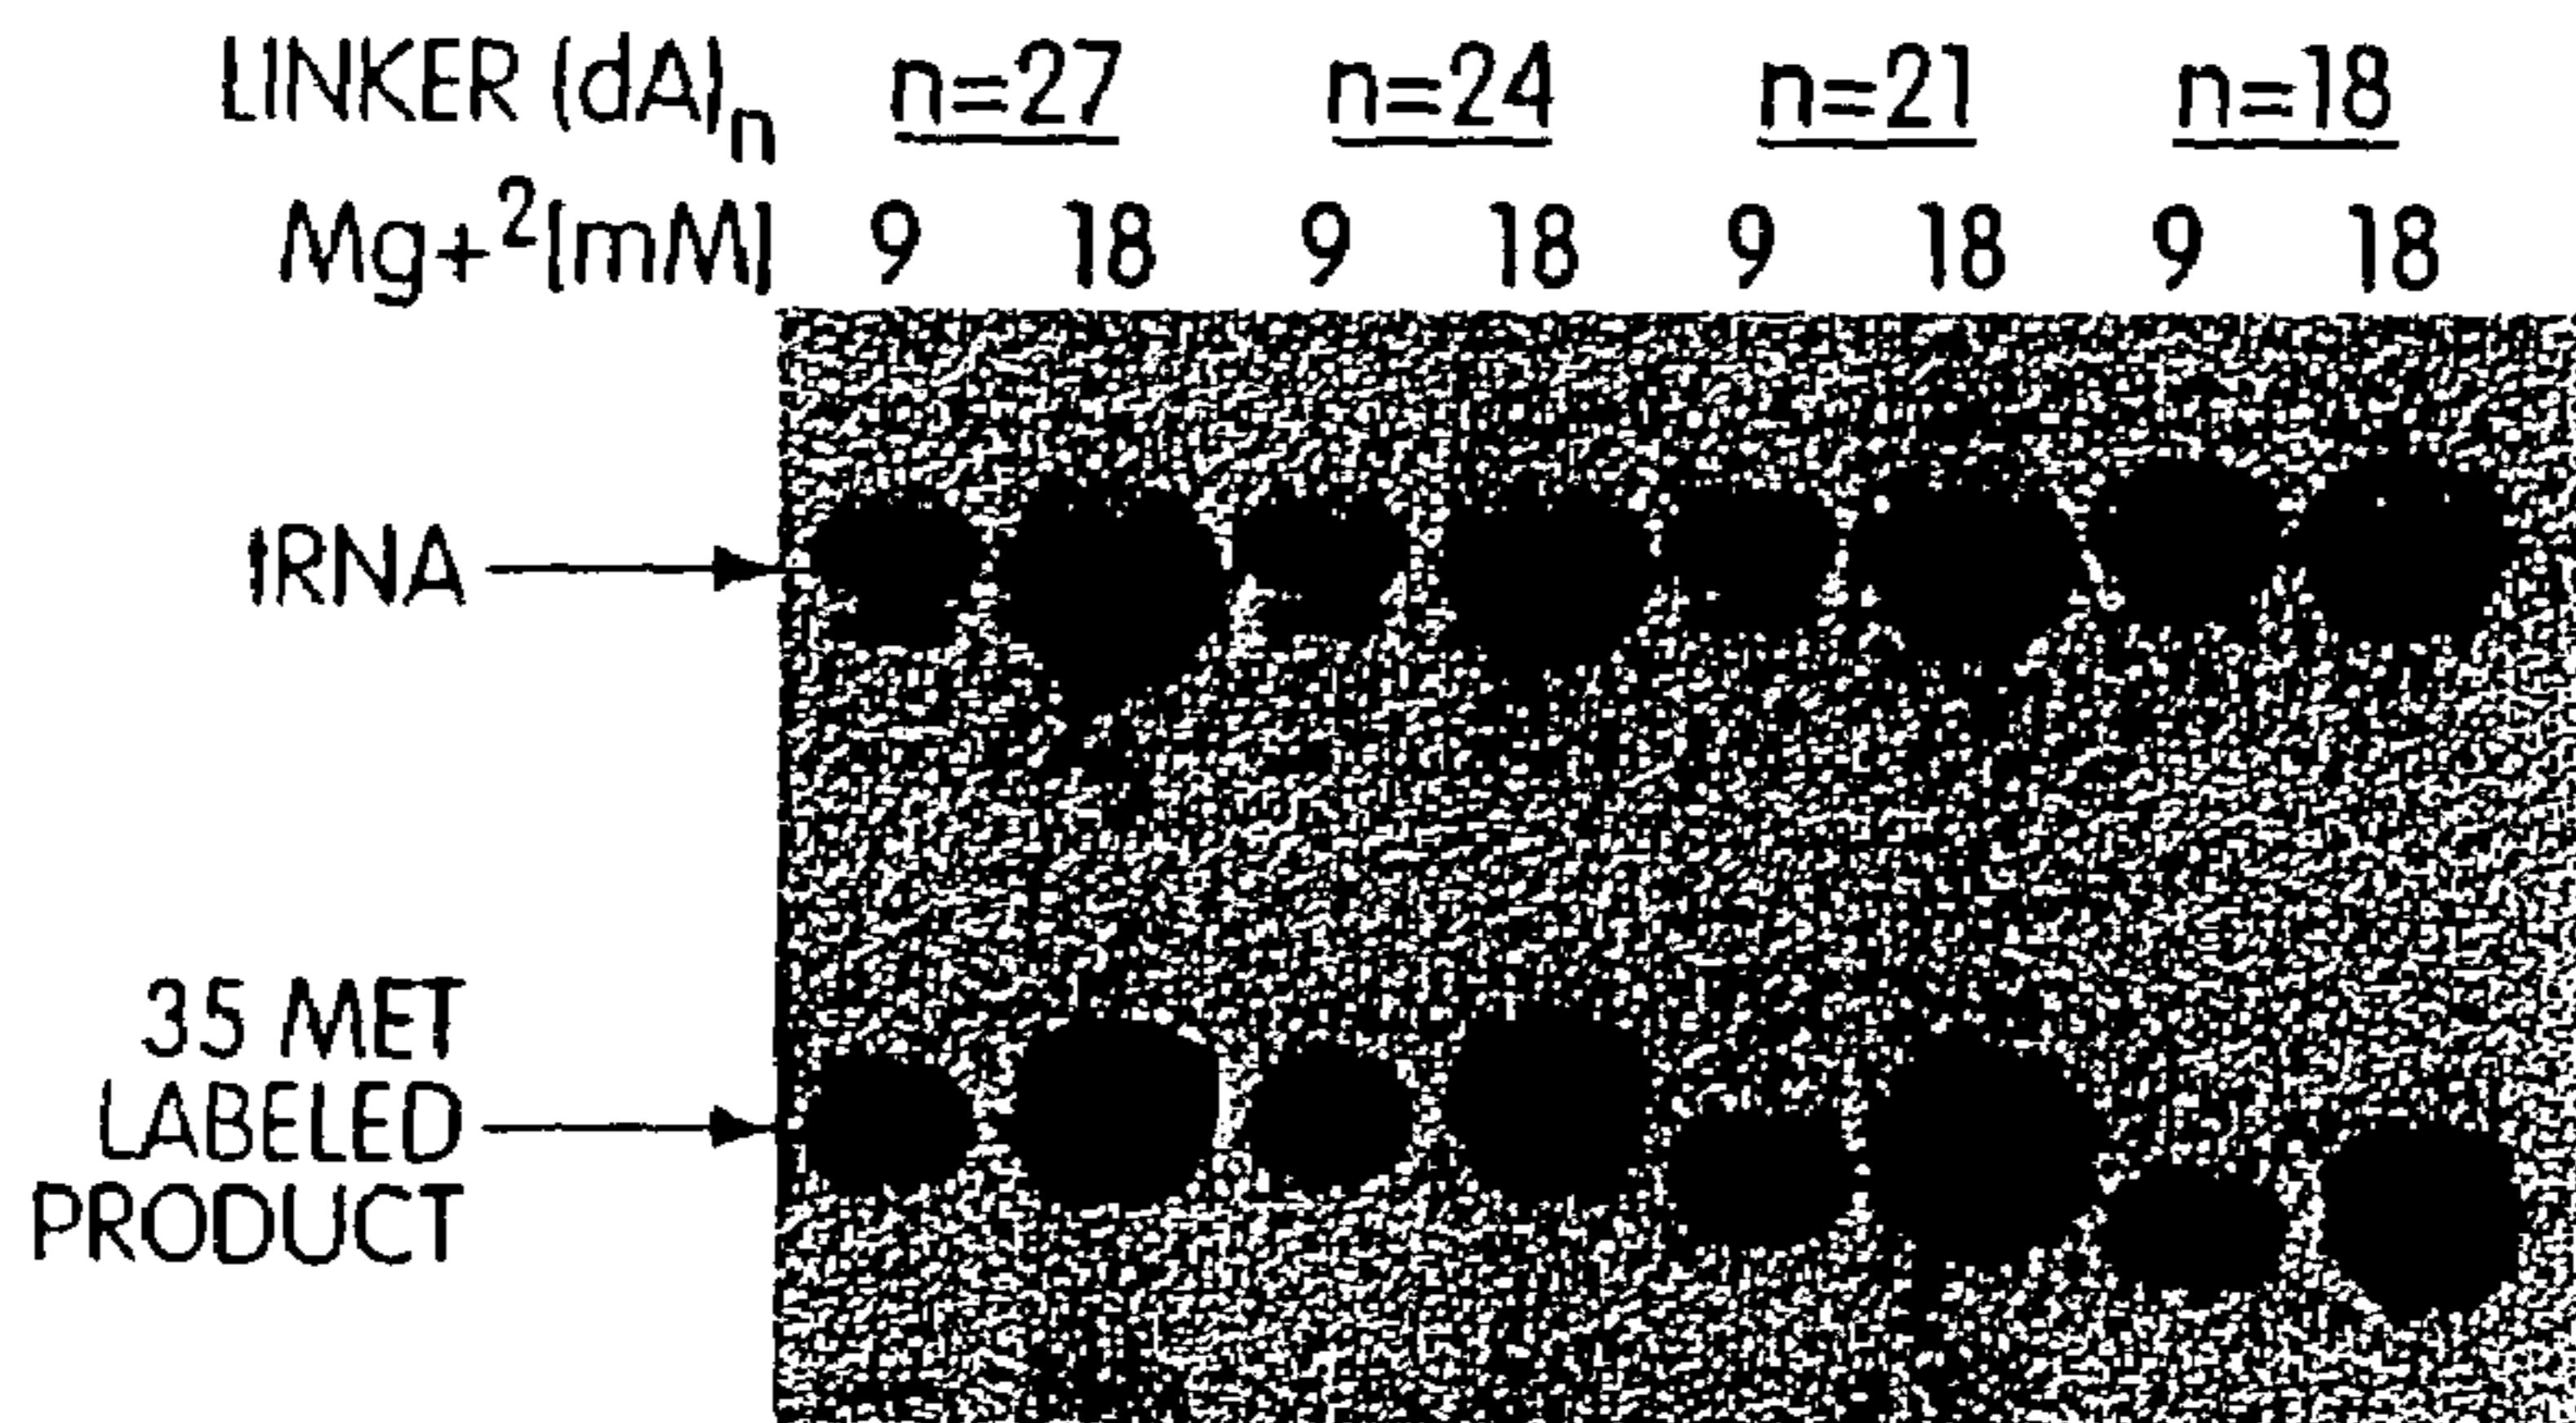 LINKER (dA)n n=27 n=24 n=21 n=18
Mg+2[mM] 9 18 9 18 9 18 9 18
tRNA
35 MET
LABELED
PRODUCT